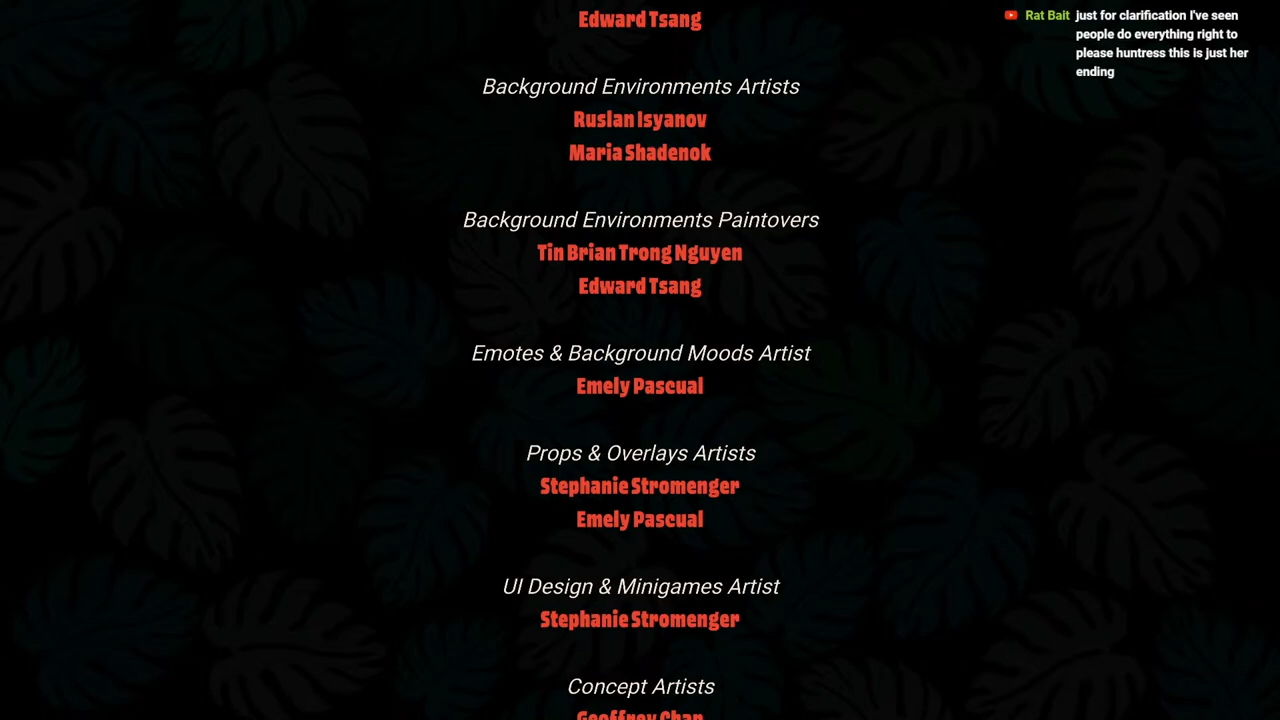 Edward Tsang
Background Environments Artists
Ruslan Isyanov
Maria Shadenok
Background Environments Paintovers
Tin Brian Trong Nguyen
Edward Tsang
Emotes & Background Moods Artist
Emely Pascual
Props & Overlays Artists
Stephanie Stromenger
Emely Pascual
UI Design & Minigames Artist
Stephanie Stromenger
Concept Artists
Geoffrey Chan
Rat Bait just for clarification I've seen
people do everything right to
please huntress this is just her
ending